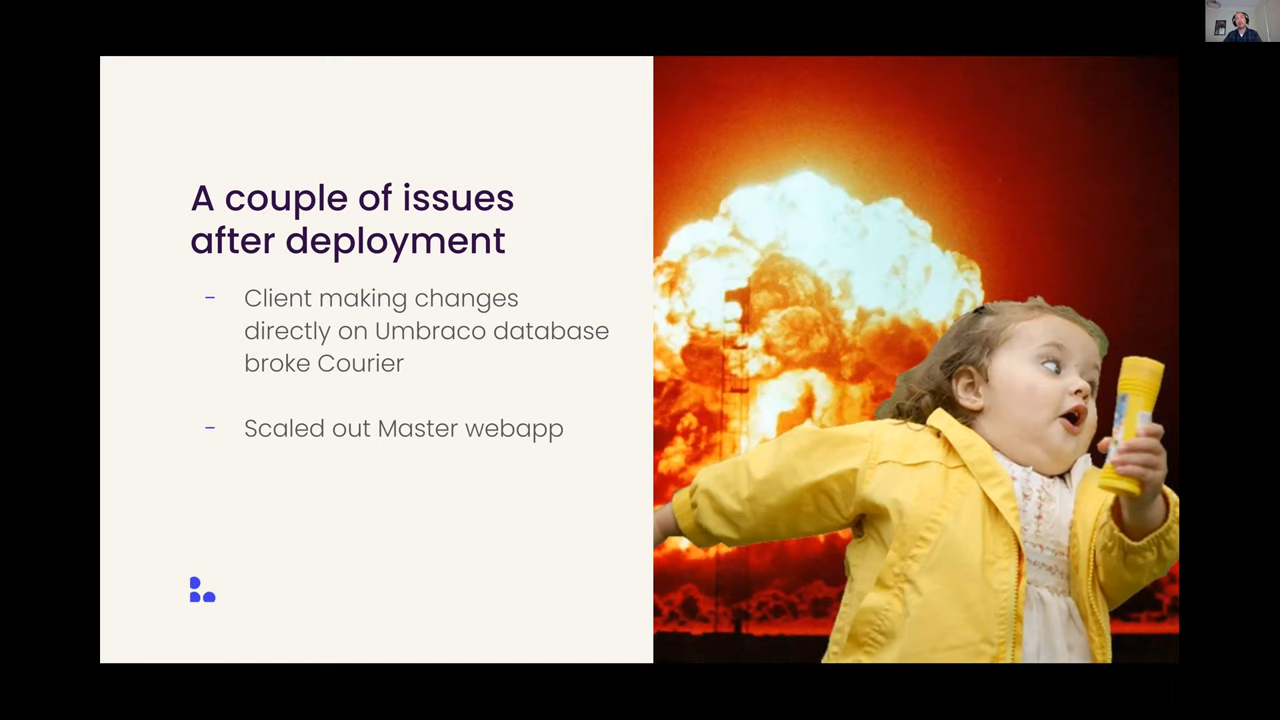 A couple of issues
after deployment
- Client making changes
directly on Umbraco database
broke Courier
- Scaled out Master webapp